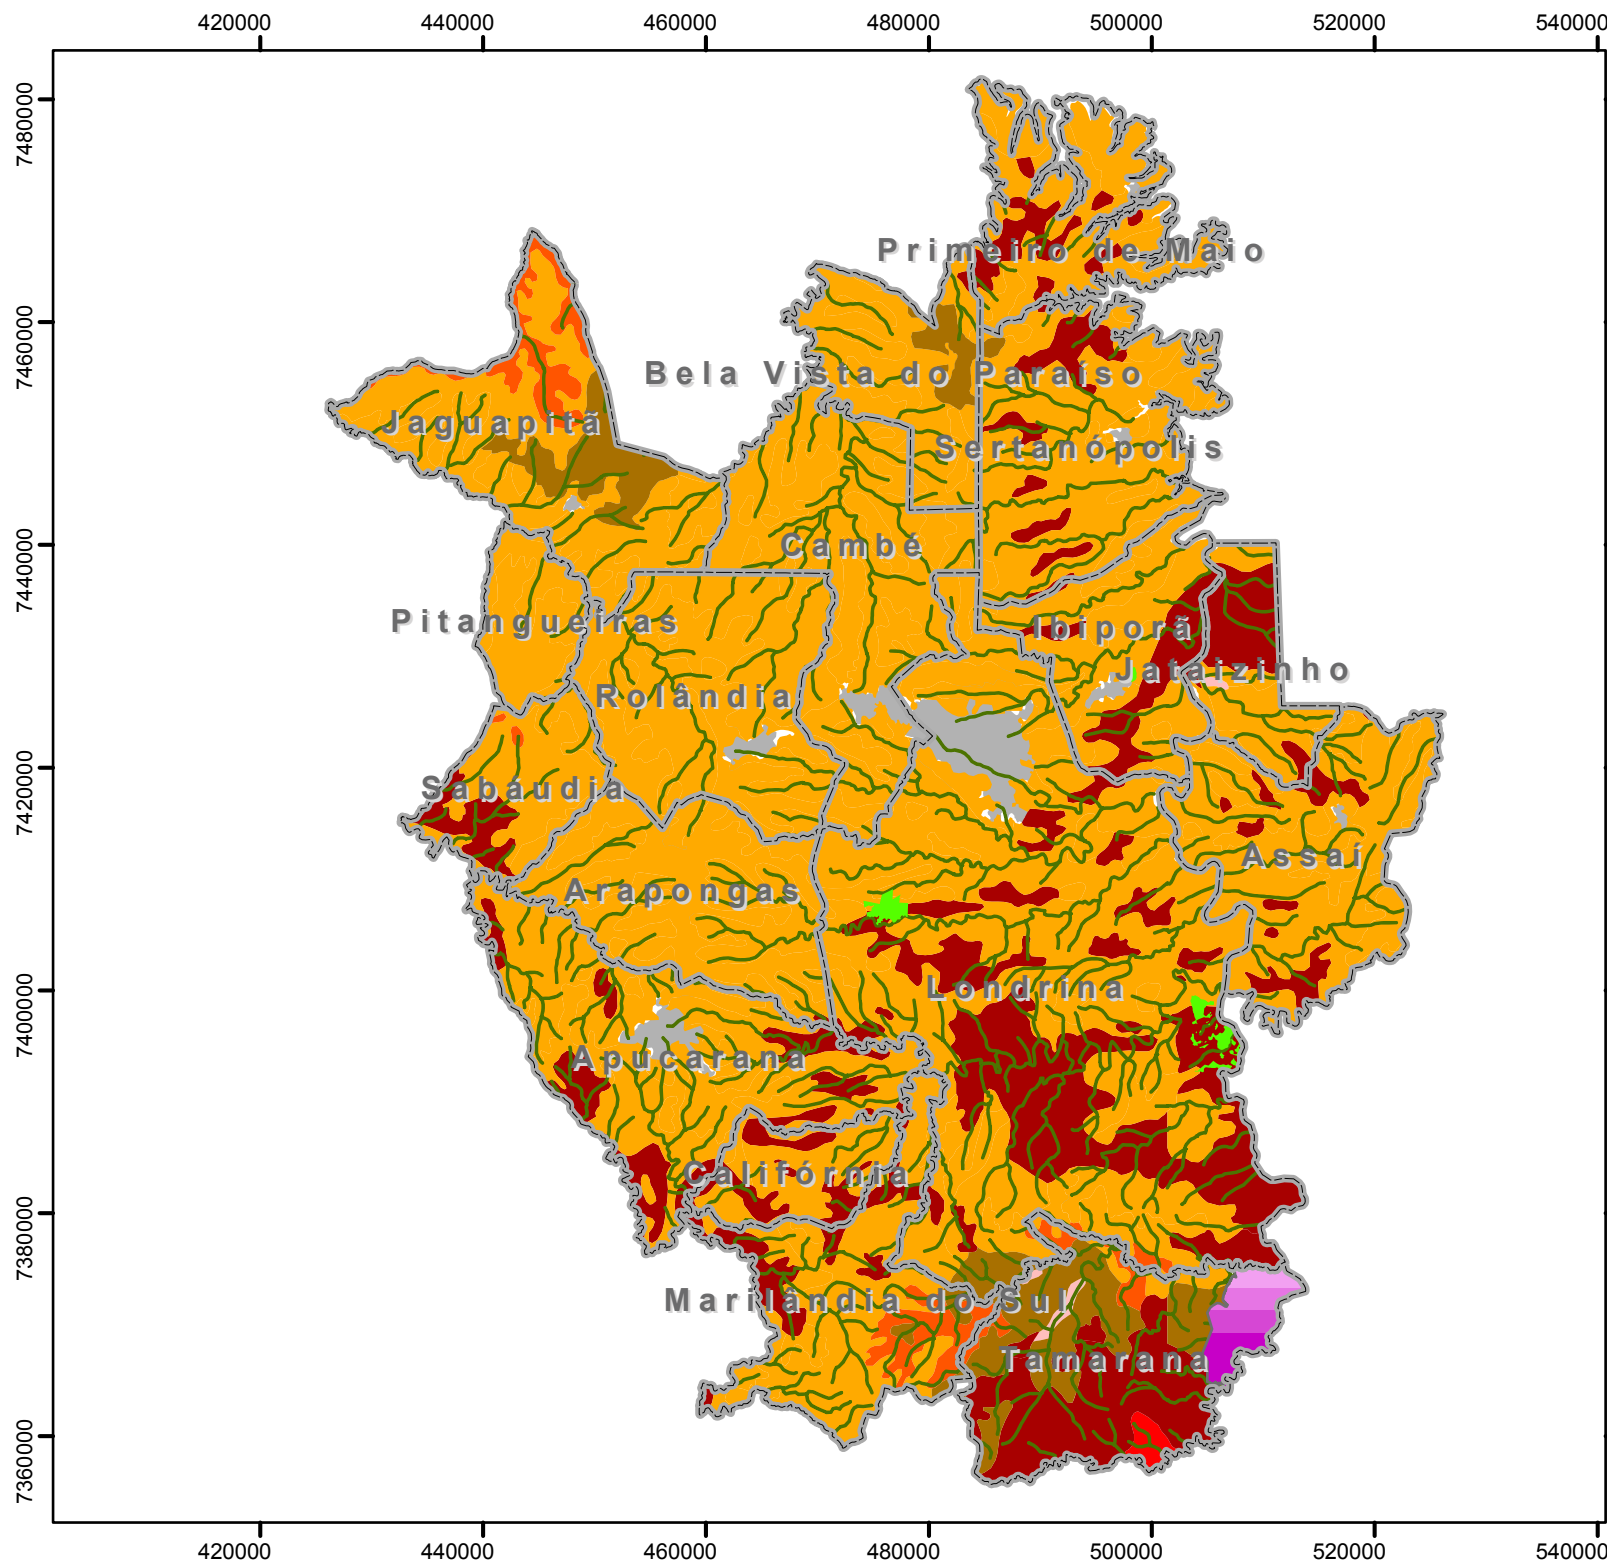 420000 440000 460000 480000 500000 520000 540000
7480000
Primeiro de Maio
7460000
Bela Vista do Paraíso
Jaguapitã
Sertanópolis
7440000
Cambé
Pitangueiras
Ibiporã
Jataizinho
Rolândia
7420000
Sabáudia
Assaí
Arapongas
7400000
Londrina
Apucarana
Califórnia
7380000
Marilândia do Sul
Tamarana
7360000
420000 440000 460000 480000 500000 520000 540000